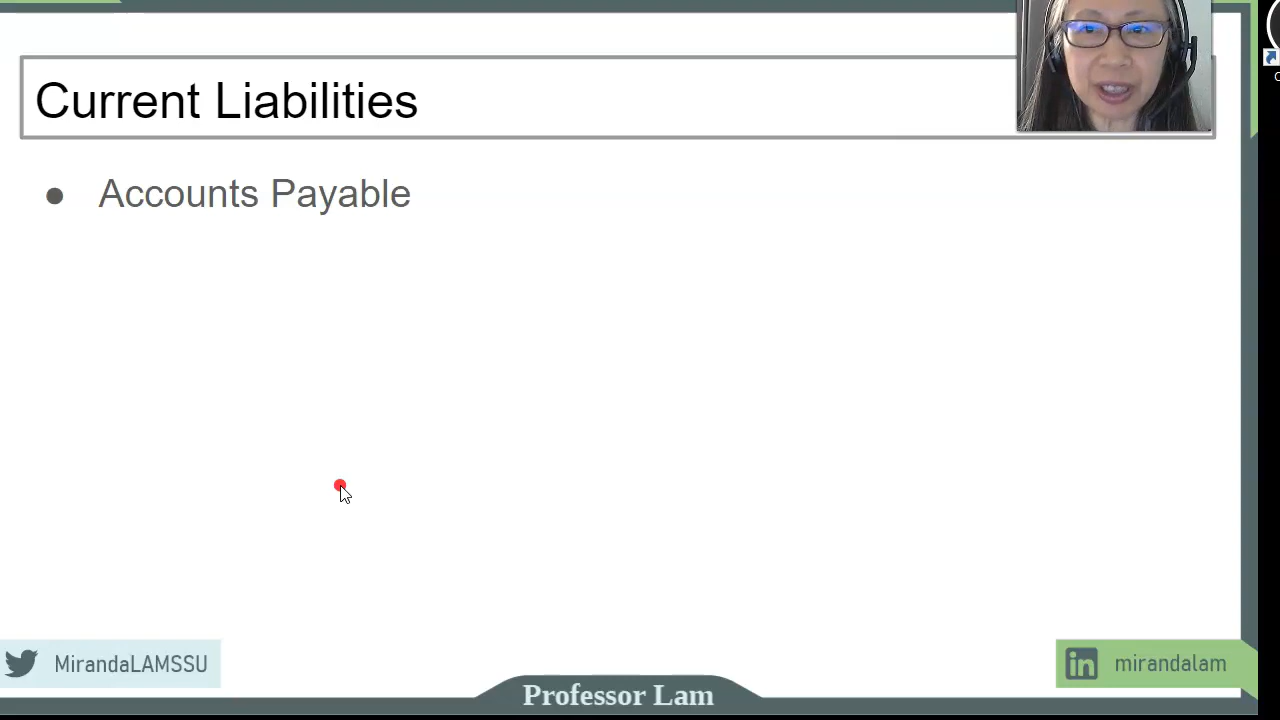 Current Liabilities
● Accounts Payable
MirandaLAMSSU
mirandalam
Professor Lam